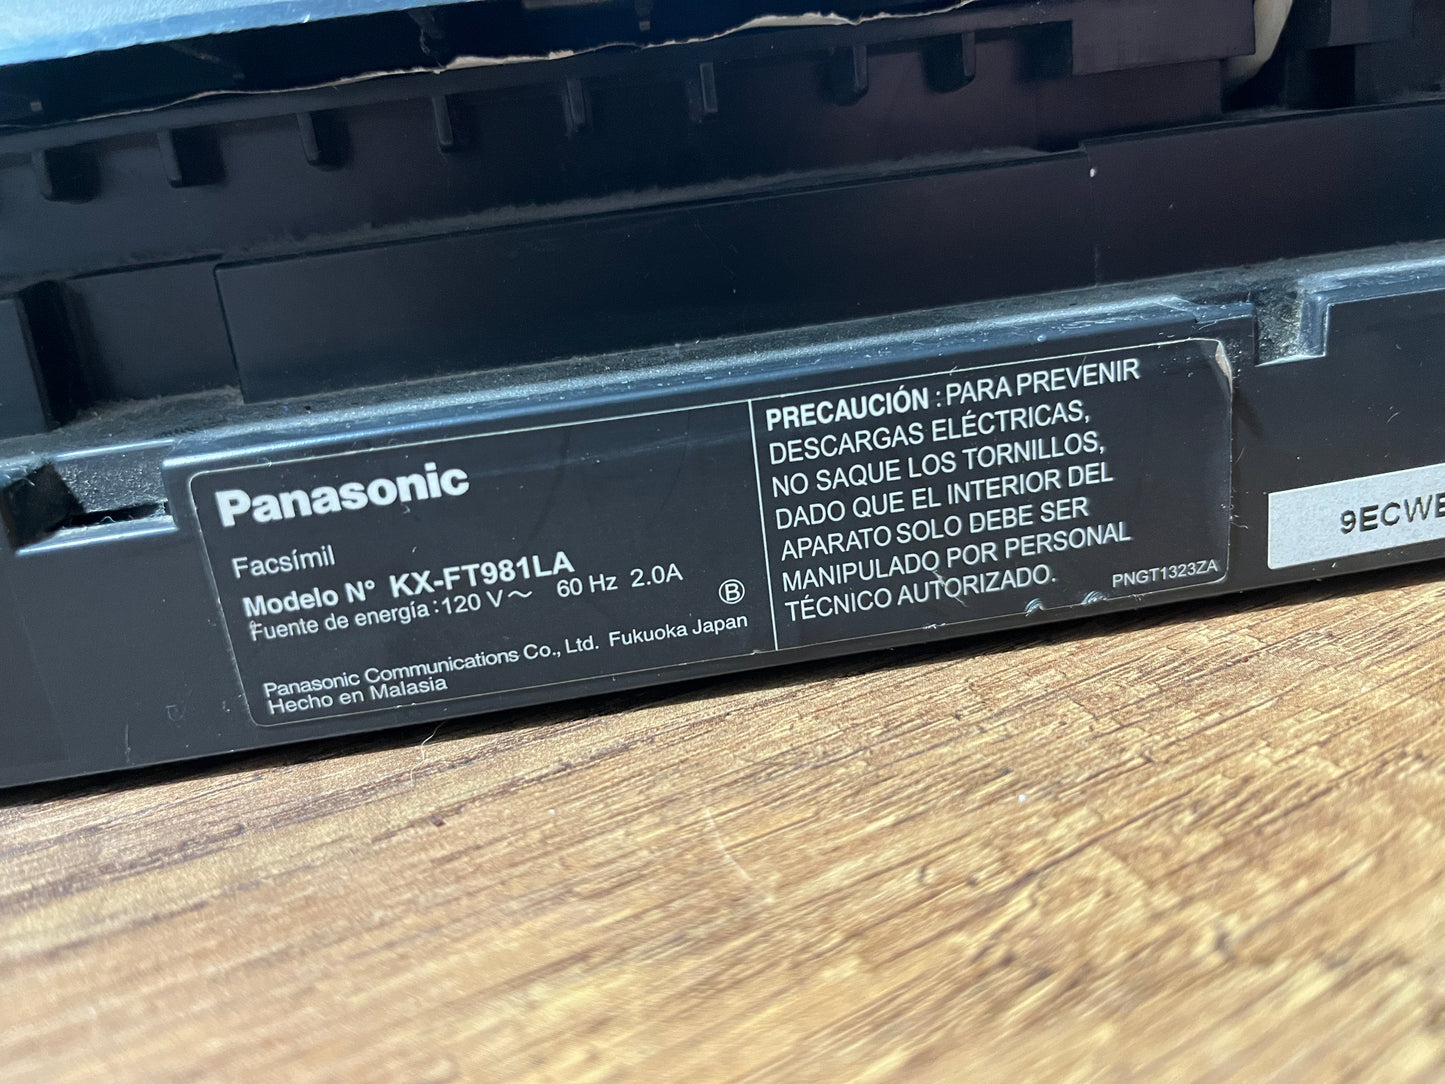 Panasonic
Facsímil
Modelo Nº KX-FT981LA
Fuente de energía:120 V～ 60 Hz 2.0A
B
Panasonic Communications Co., Ltd. Fukuoka Japan
Hecho en Malasia
PRECAUCIÓN : PARA PREVENIR
DESCARGAS ELÉCTRICAS,
NO SAQUE LOS TORNILLOS,
DADO QUE EL INTERIOR DEL
APARATO SOLO DEBE SER
MANIPULADO POR PERSONAL
TÉCNICO AUTORIZADO.
PNGT1323ZA